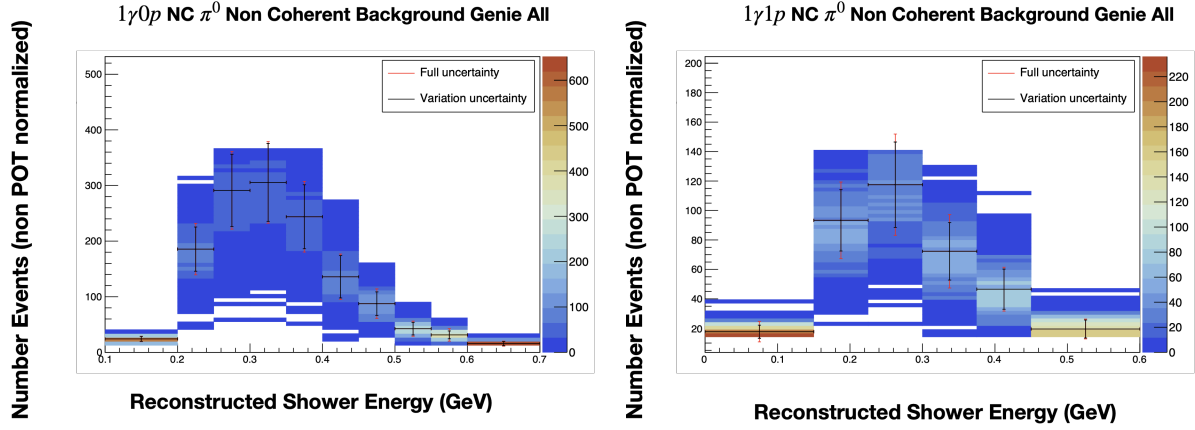 1γ0p NC π⁰ Non Coherent Background Genie All
Number Events (non POT normalized)
500
400
300
200
100
0
Full uncertainty
Variation uncertainty
600
500
400
300
200
100
0
0.1 0.2 0.3 0.4 0.5 0.6 0.7
Reconstructed Shower Energy (GeV)
1γ1p NC π⁰ Non Coherent Background Genie All
Number Events (non POT normalized)
200
180
160
140
120
100
80
60
40
20
Full uncertainty
Variation uncertainty
220
200
180
160
140
120
100
80
60
40
20
0
0 0.1 0.2 0.3 0.4 0.5 0.6
Reconstructed Shower Energy (GeV)